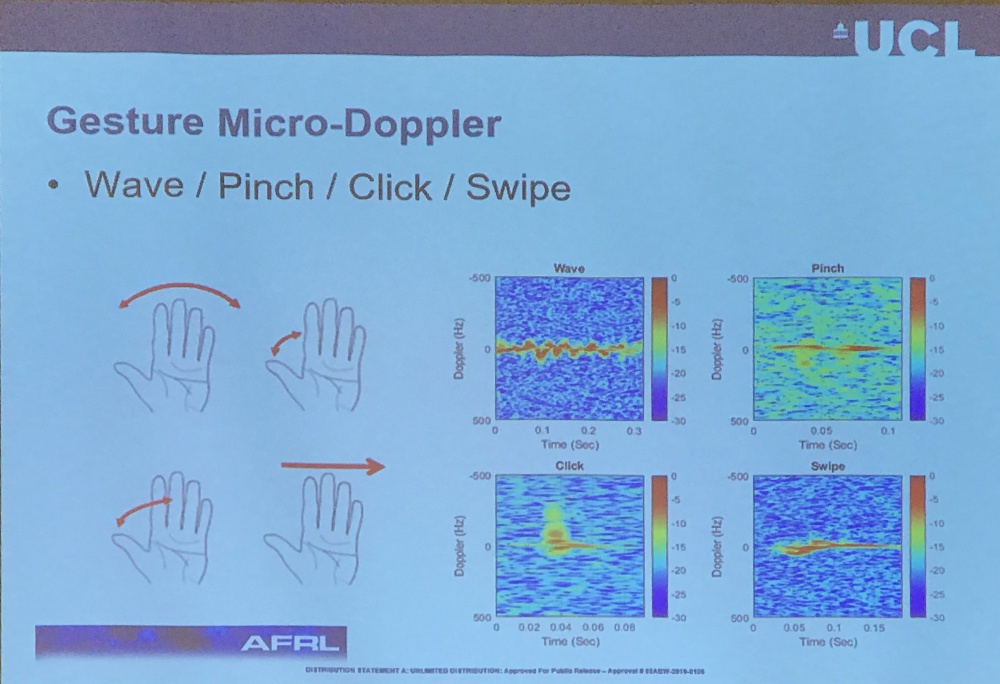 UCL
Gesture Micro-Doppler
• Wave / Pinch / Click / Swipe
Wave
-500
0
500
Doppler (Hz)
0 0.1 0.2 0.3
Time (Sec)
0
-5
-10
-15
-20
-25
-30
Pinch
-500
0
500
Doppler (Hz)
0 0.05 0.1
Time (Sec)
0
-5
-10
-15
-20
-25
-30
Click
-500
0
500
Doppler (Hz)
0 0.02 0.04 0.06 0.08
Time (Sec)
0
-5
-10
-15
-20
-25
-30
Swipe
-500
0
500
Doppler (Hz)
0 0.05 0.1 0.15
Time (Sec)
0
-5
-10
-15
-20
-25
-30
AFRL
DISTRIBUTION STATEMENT A: UNLIMITED DISTRIBUTION: Approved For Public Release – Approval #